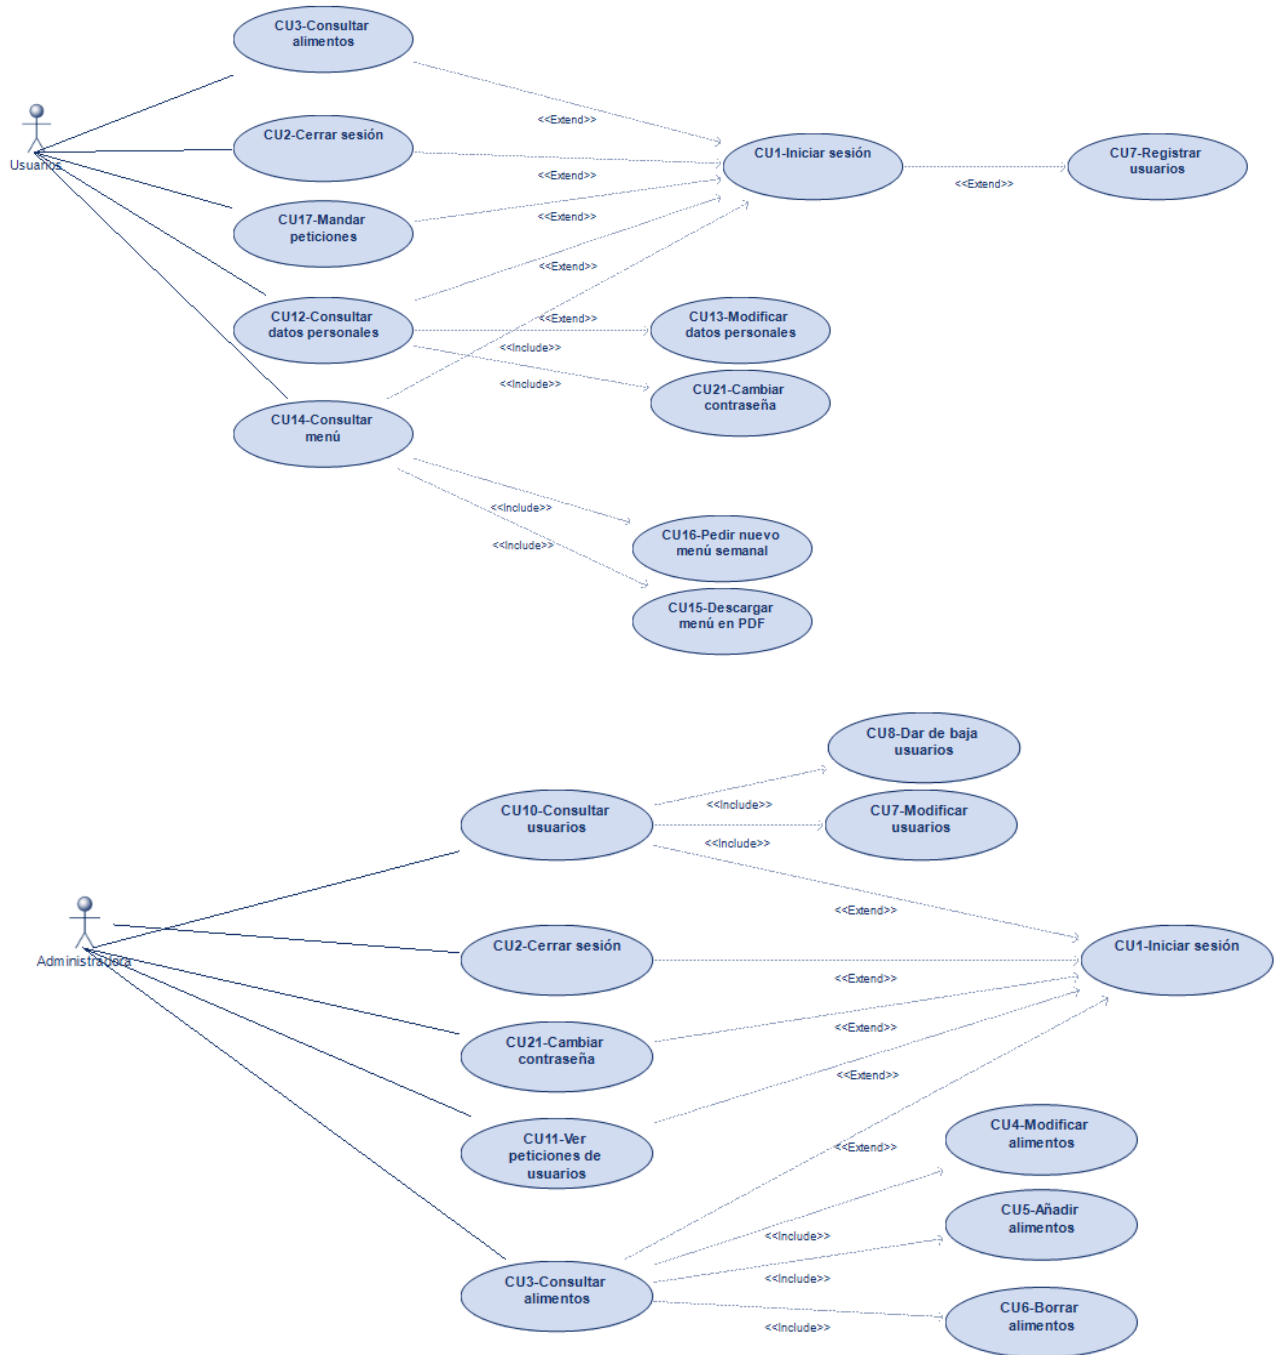 CU3-Consultar
alimentos
<<Extend>>
Usuarios
CU2-Cerrar sesión
CU1-Iniciar sesión
CU7-Registrar
usuarios
<<Extend>>
<<Extend>>
CU17-Mandar
peticiones
<<Extend>>
<<Extend>>
CU12-Consultar
datos personales
<<Extend>>
CU13-Modificar
datos personales
<<Include>>
<<Include>>
CU21-Cambiar
contraseña
CU14-Consultar
menú
<<Include>>
<<Include>>
CU16-Pedir nuevo
menú semanal
CU15-Descargar
menú en PDF
CU8-Dar de baja
usuarios
CU10-Consultar
usuarios
<<Include>>
CU7-Modificar
usuarios
<<Include>>
<<Extend>>
Administradora
CU2-Cerrar sesión
CU1-Iniciar sesión
<<Extend>>
CU21-Cambiar
contraseña
<<Extend>>
<<Extend>>
CU11-Ver
peticiones de
usuarios
<<Extend>>
CU4-Modificar
alimentos
CU5-Añadir
alimentos
<<Include>>
CU3-Consultar
alimentos
<<Include>>
CU6-Borrar
alimentos
<<Include>>